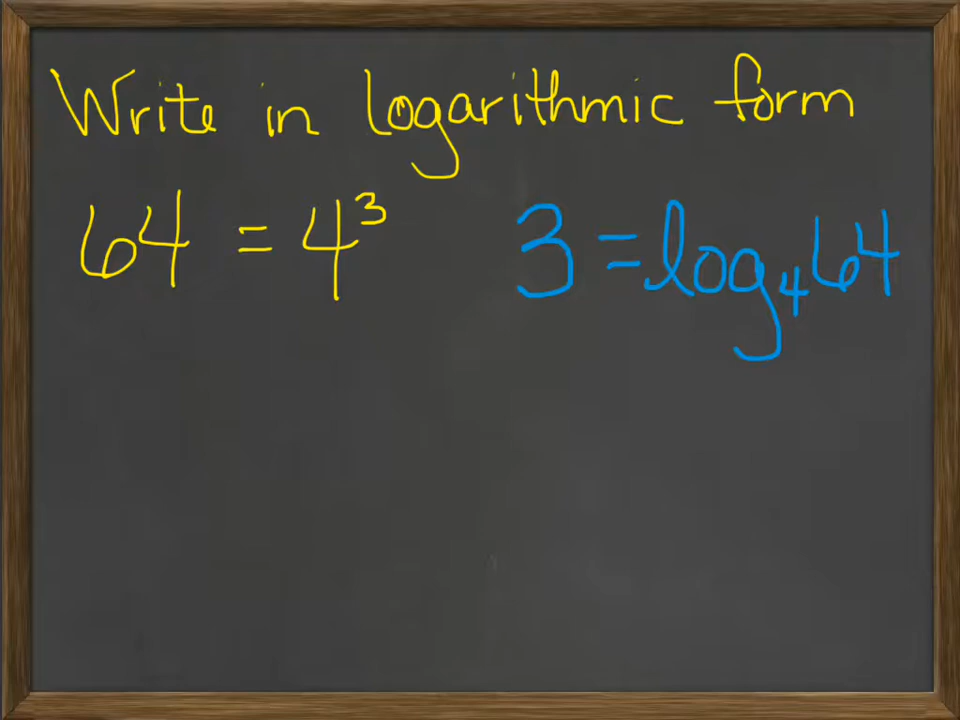 Write in logarithmic form
64 = 4³ 3 = log₄64